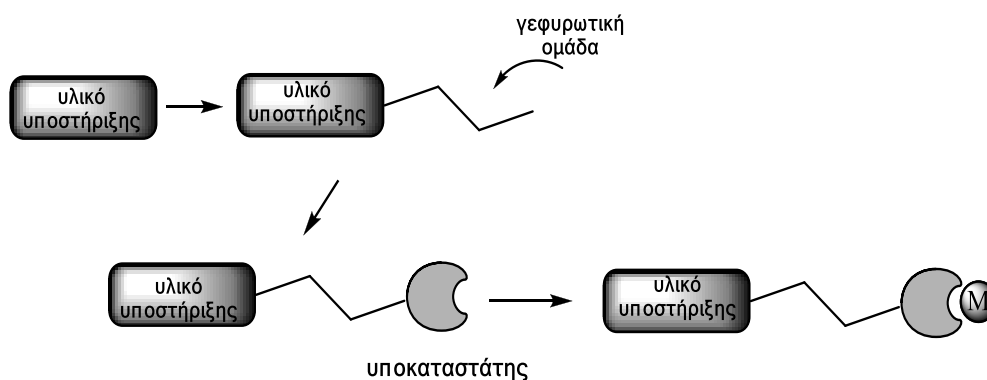 γεφυρωτική
ομάδα
υλικό
υποστήριξης
υλικό
υποστήριξης
υλικό
υποστήριξης
υλικό
υποστήριξης
M
υποκαταστάτης